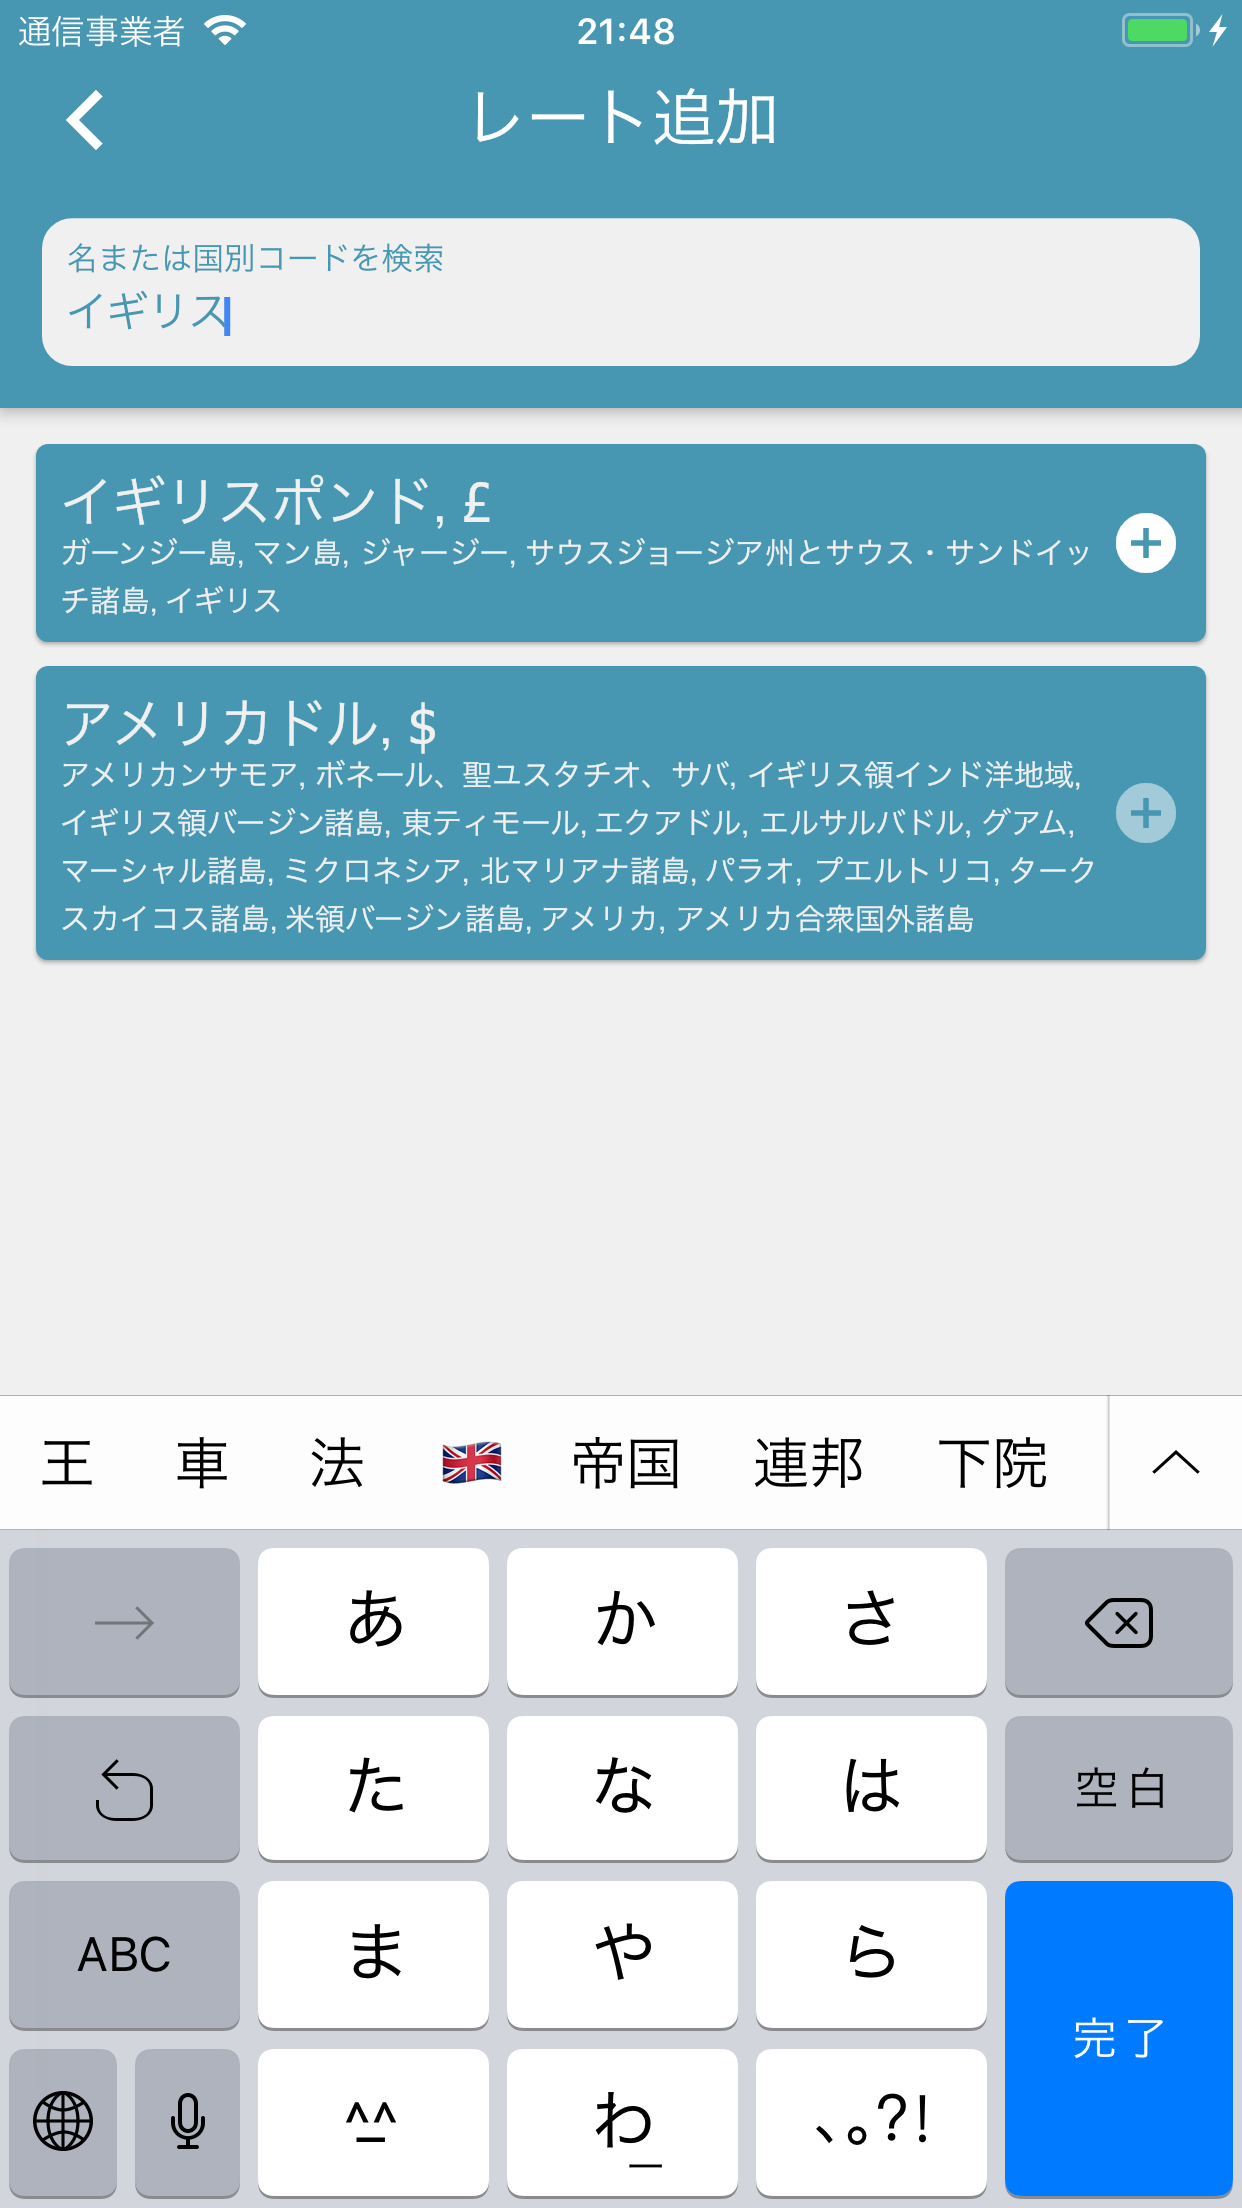 通信事業者 21:48
レート追加
名または国別コードを検索
イギリス
イギリスポンド, £
ガーンジー島, マン島, ジャージー, サウスジョージア州とサウス・サンドイッ
チ諸島, イギリス
アメリカドル, $
アメリカンサモア, ボネール、聖ユスタチオ、サバ, イギリス領インド洋地域,
イギリス領バージン諸島, 東ティモール, エクアドル, エルサルバドル, グアム,
マーシャル諸島, ミクロネシア, 北マリアナ諸島, パラオ, プエルトリコ, ターク
スカイコス諸島, 米領バージン諸島, アメリカ, アメリカ合衆国外諸島
王 車 法 🇬🇧 帝国 連邦 下院
→ あ か さ
た な は 空白
ABC ま や ら
完了
^_^ わ_ 、。?!